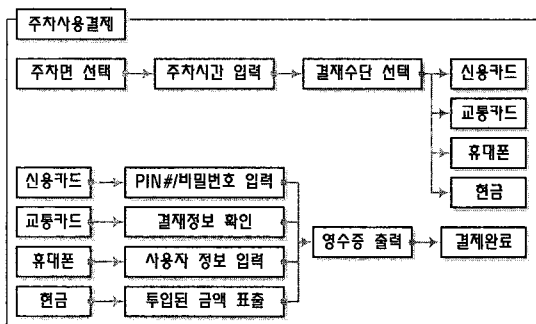 주차사용결제
주차면 선택 주차시간 입력 결재수단 선택 신용카드
교통카드
휴대폰
현금
신용카드 PIN#/비밀번호 입력
교통카드 결재정보 확인
휴대폰 사용자 정보 입력 영수증 출력 결제완료
현금 투입된 금액 표출